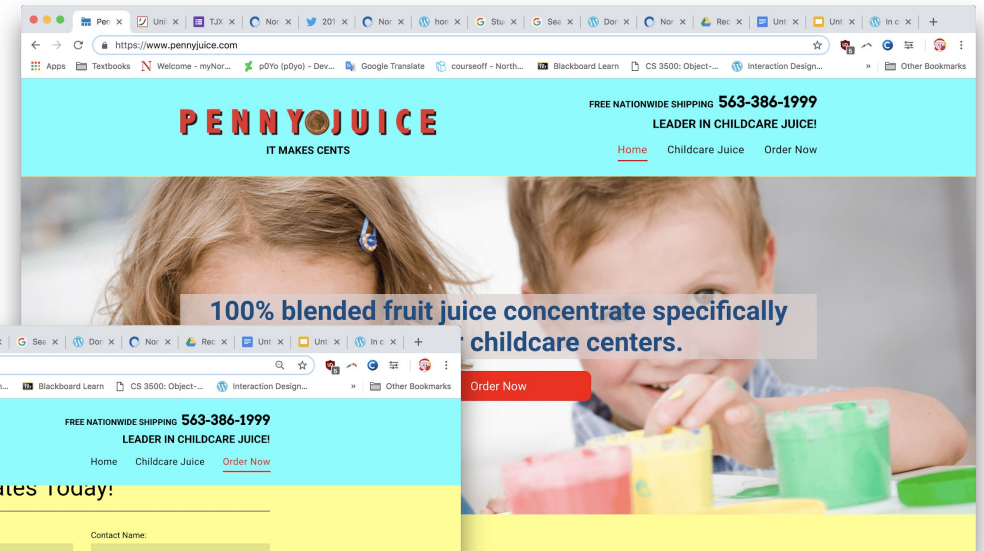 Per
Uni
TJX
Nor
201
Nor
hom
Stu
Sea
Dor
Nor
Rec
Unt
Unt
In c
https://www.pennyjuice.com
Apps
Textbooks
Welcome - myNor...
p0Yo (p0yo) - Dev...
Google Translate
courseoff - North...
Blackboard Learn
CS 3500: Object-...
Interaction Design...
»
Other Bookmarks
PENNY JUICE
IT MAKES CENTS
FREE NATIONWIDE SHIPPING 563-386-1999
LEADER IN CHILDCARE JUICE!
Home Childcare Juice Order Now
100% blended fruit juice concentrate specifically
childcare centers.
Order Now
Sea
Dor
Nor
Rec
Unt
Unt
In c
Blackboard Learn
CS 3500: Object-...
Interaction Design...
»
Other Bookmarks
FREE NATIONWIDE SHIPPING 563-386-1999
LEADER IN CHILDCARE JUICE!
Home Childcare Juice Order Now
ates Today!
Contact Name: